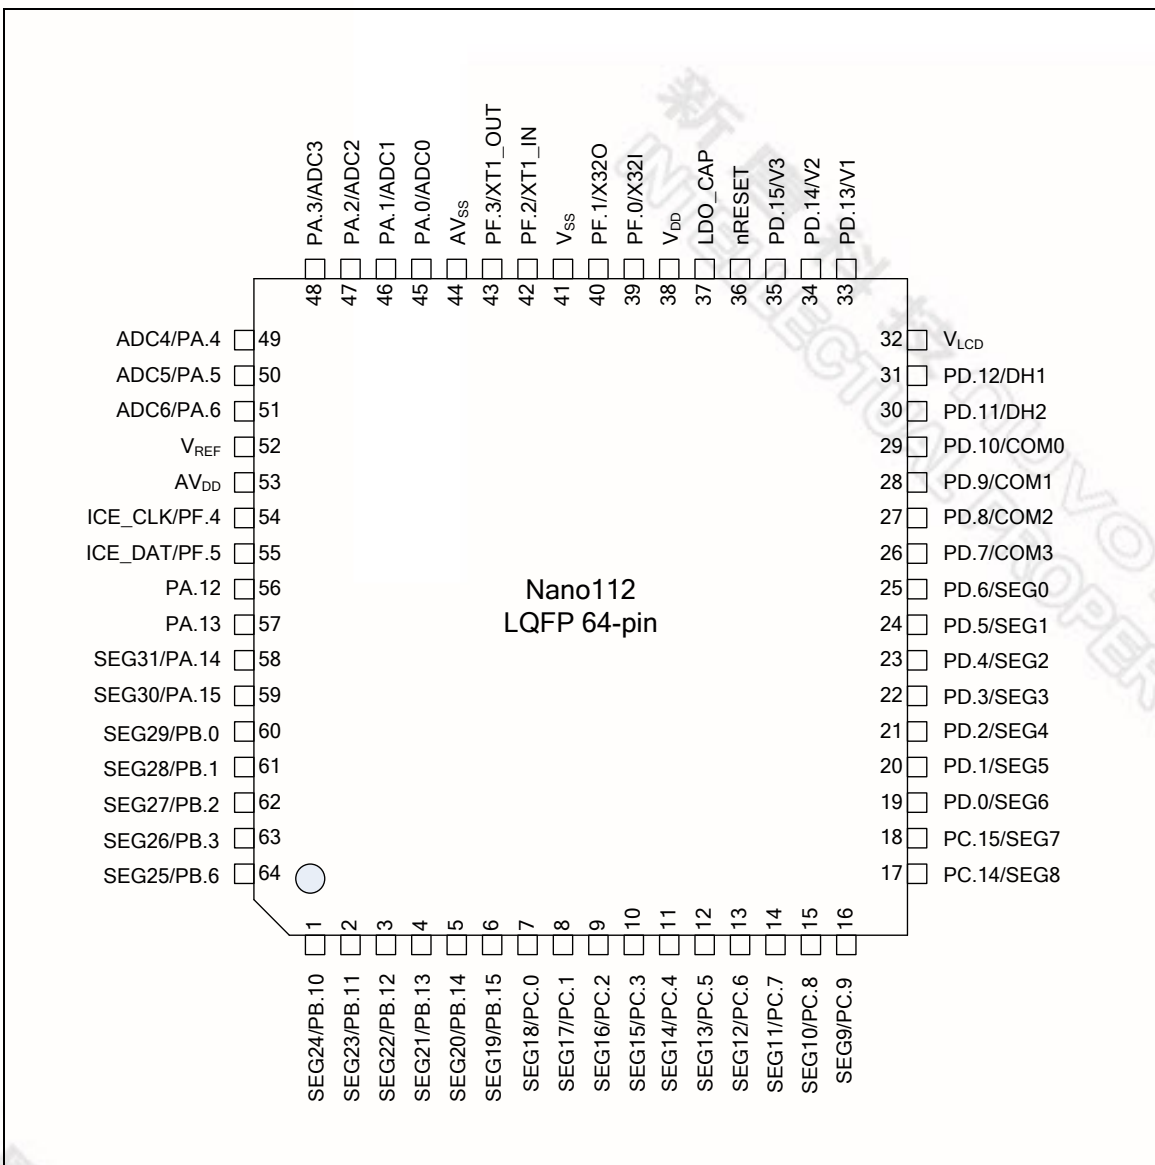 PA.3/ADC3
PA.2/ADC2
PA.1/ADC1
PA.0/ADC0
AVSS
PF.3/XT1_OUT
PF.2/XT1_IN
VSS
PF.1/X32O
PF.0/X32I
VDD
LDO_CAP
nRESET
PD.15/V3
PD.14/V2
PD.13/V1
48
47
46
45
44
43
42
41
40
39
38
37
36
35
34
33
ADC4/PA.4 49
ADC5/PA.5 50
ADC6/PA.6 51
VREF 52
AVDD 53
ICE_CLK/PF.4 54
ICE_DAT/PF.5 55
PA.12 56
PA.13 57
SEG31/PA.14 58
SEG30/PA.15 59
SEG29/PB.0 60
SEG28/PB.1 61
SEG27/PB.2 62
SEG26/PB.3 63
SEG25/PB.6 64
Nano112
LQFP 64-pin
32 VLCD
31 PD.12/DH1
30 PD.11/DH2
29 PD.10/COM0
28 PD.9/COM1
27 PD.8/COM2
26 PD.7/COM3
25 PD.6/SEG0
24 PD.5/SEG1
23 PD.4/SEG2
22 PD.3/SEG3
21 PD.2/SEG4
20 PD.1/SEG5
19 PD.0/SEG6
18 PC.15/SEG7
17 PC.14/SEG8
1
2
3
4
5
6
7
8
9
10
11
12
13
14
15
16
SEG24/PB.10
SEG23/PB.11
SEG22/PB.12
SEG21/PB.13
SEG20/PB.14
SEG19/PB.15
SEG18/PC.0
SEG17/PC.1
SEG16/PC.2
SEG15/PC.3
SEG14/PC.4
SEG13/PC.5
SEG12/PC.6
SEG11/PC.7
SEG10/PC.8
SEG9/PC.9
新唐科技
INTELLECTUAL